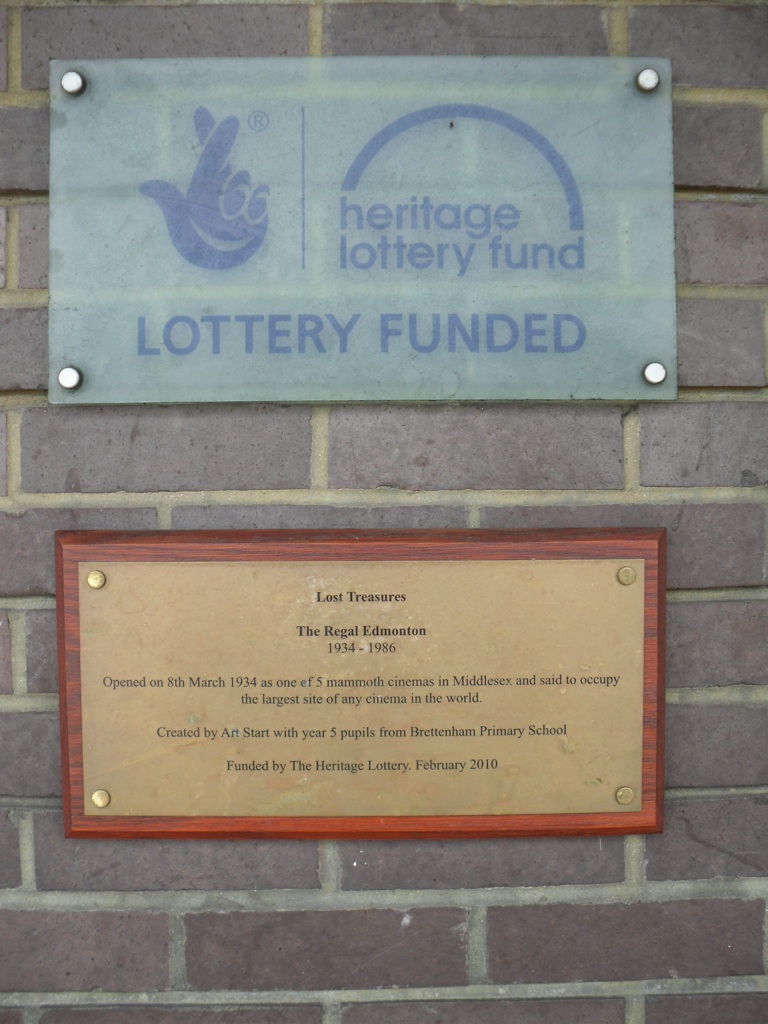 ®
heritage
lottery fund
LOTTERY FUNDED
Lost Treasures
The Regal Edmonton
1934 - 1986
Opened on 8th March 1934 as one of 5 mammoth cinemas in Middlesex and said to occupy
the largest site of any cinema in the world.
Created by Art Start with year 5 pupils from Brettenham Primary School
Funded by The Heritage Lottery. February 2010